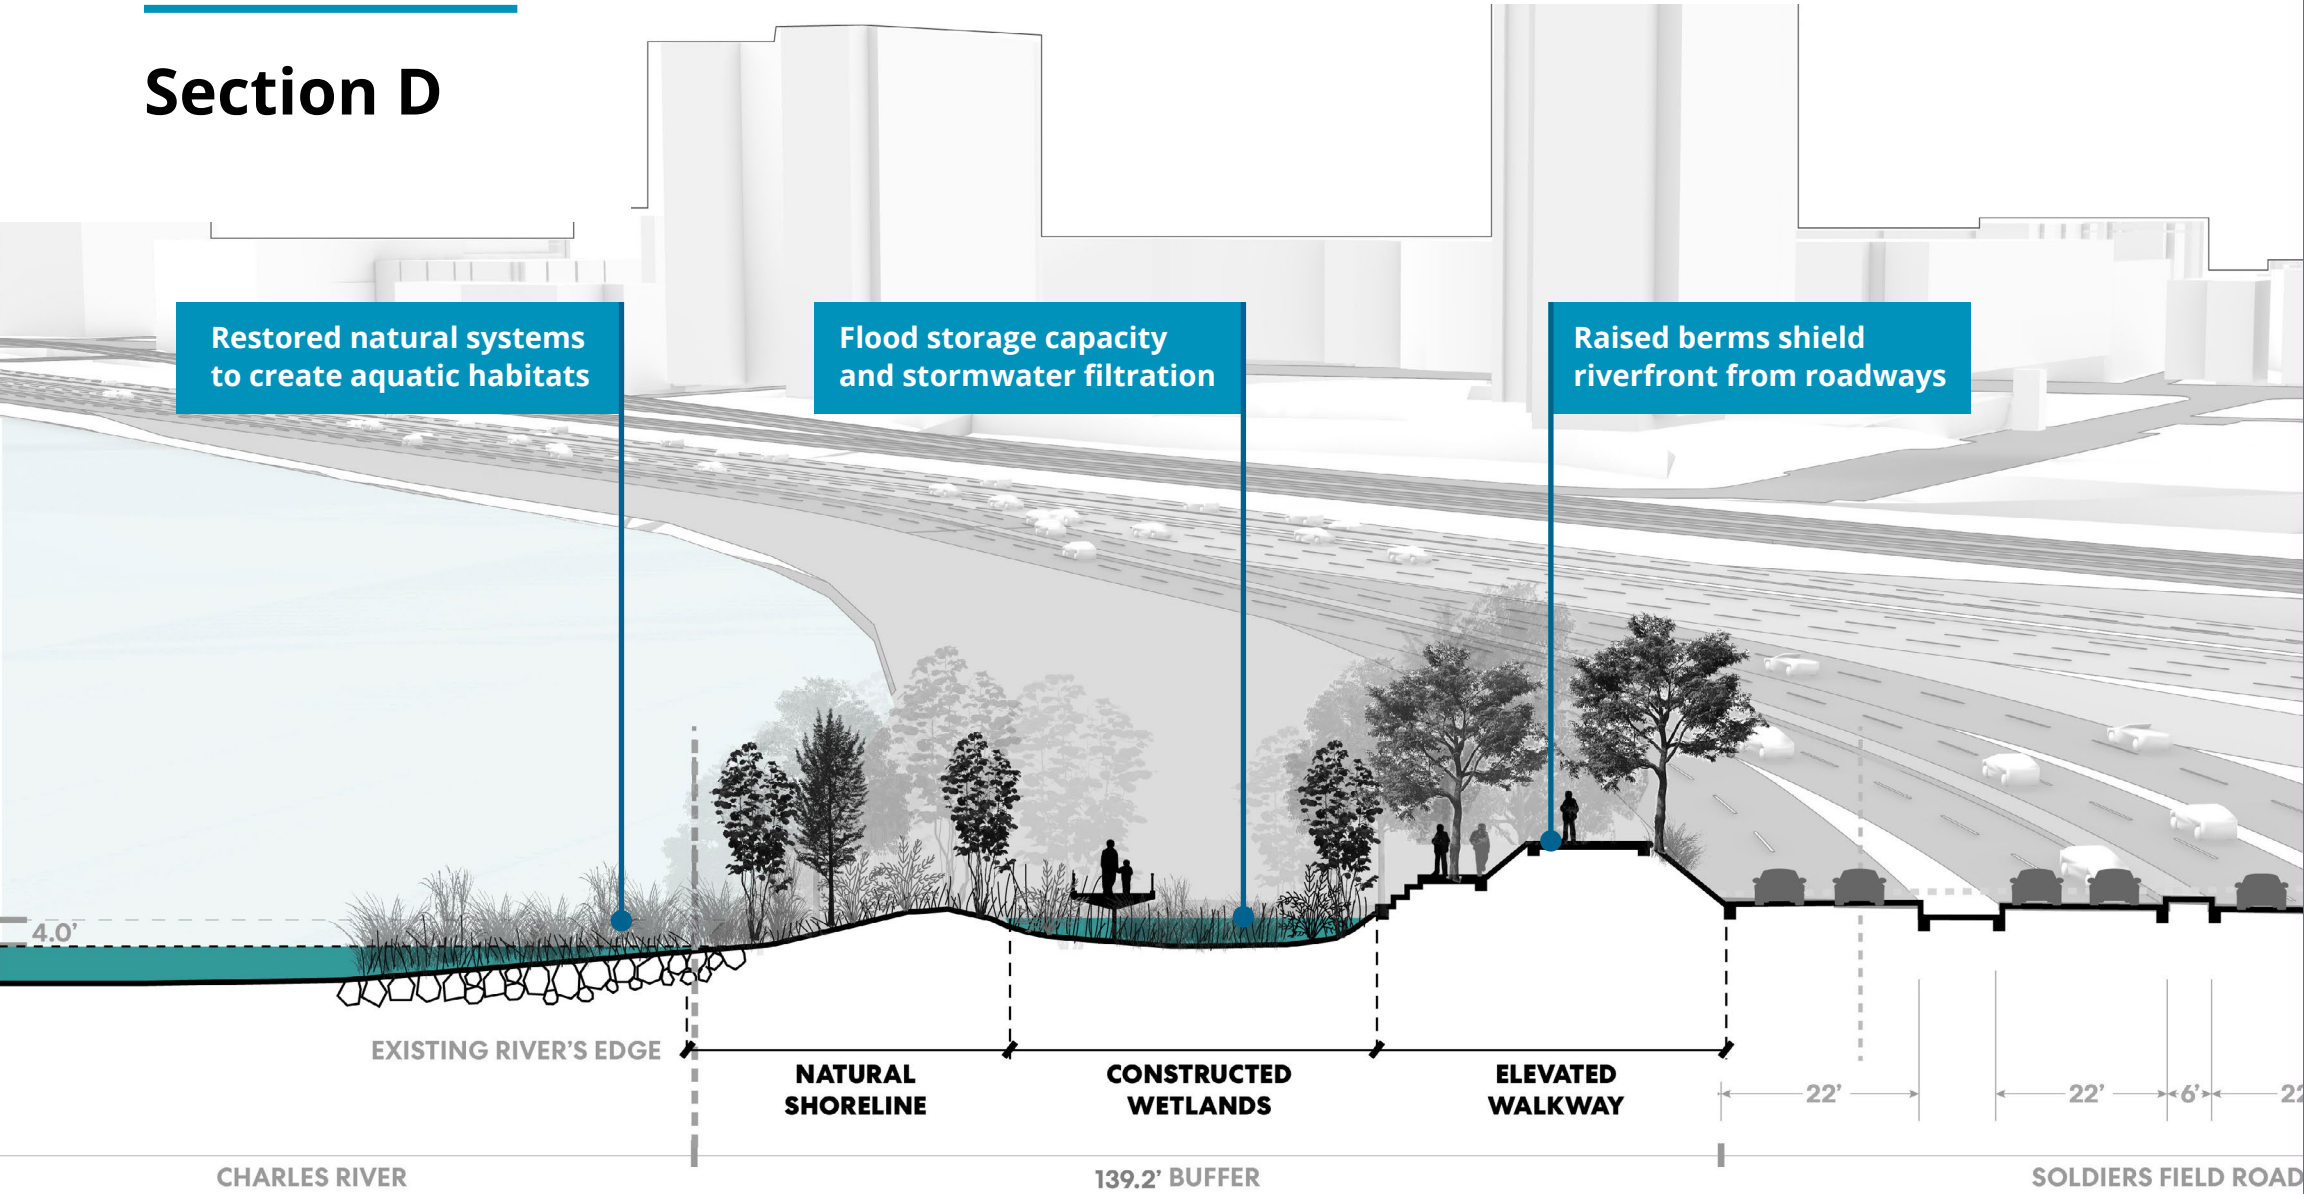 Section D
Restored natural systems
to create aquatic habitats
Flood storage capacity
and stormwater filtration
Raised berms shield
riverfront from roadways
4.0’
EXISTING RIVER’S EDGE
NATURAL
SHORELINE
CONSTRUCTED
WETLANDS
ELEVATED
WALKWAY
22’
22’
6’
22
CHARLES RIVER
139.2’ BUFFER
SOLDIERS FIELD ROAD